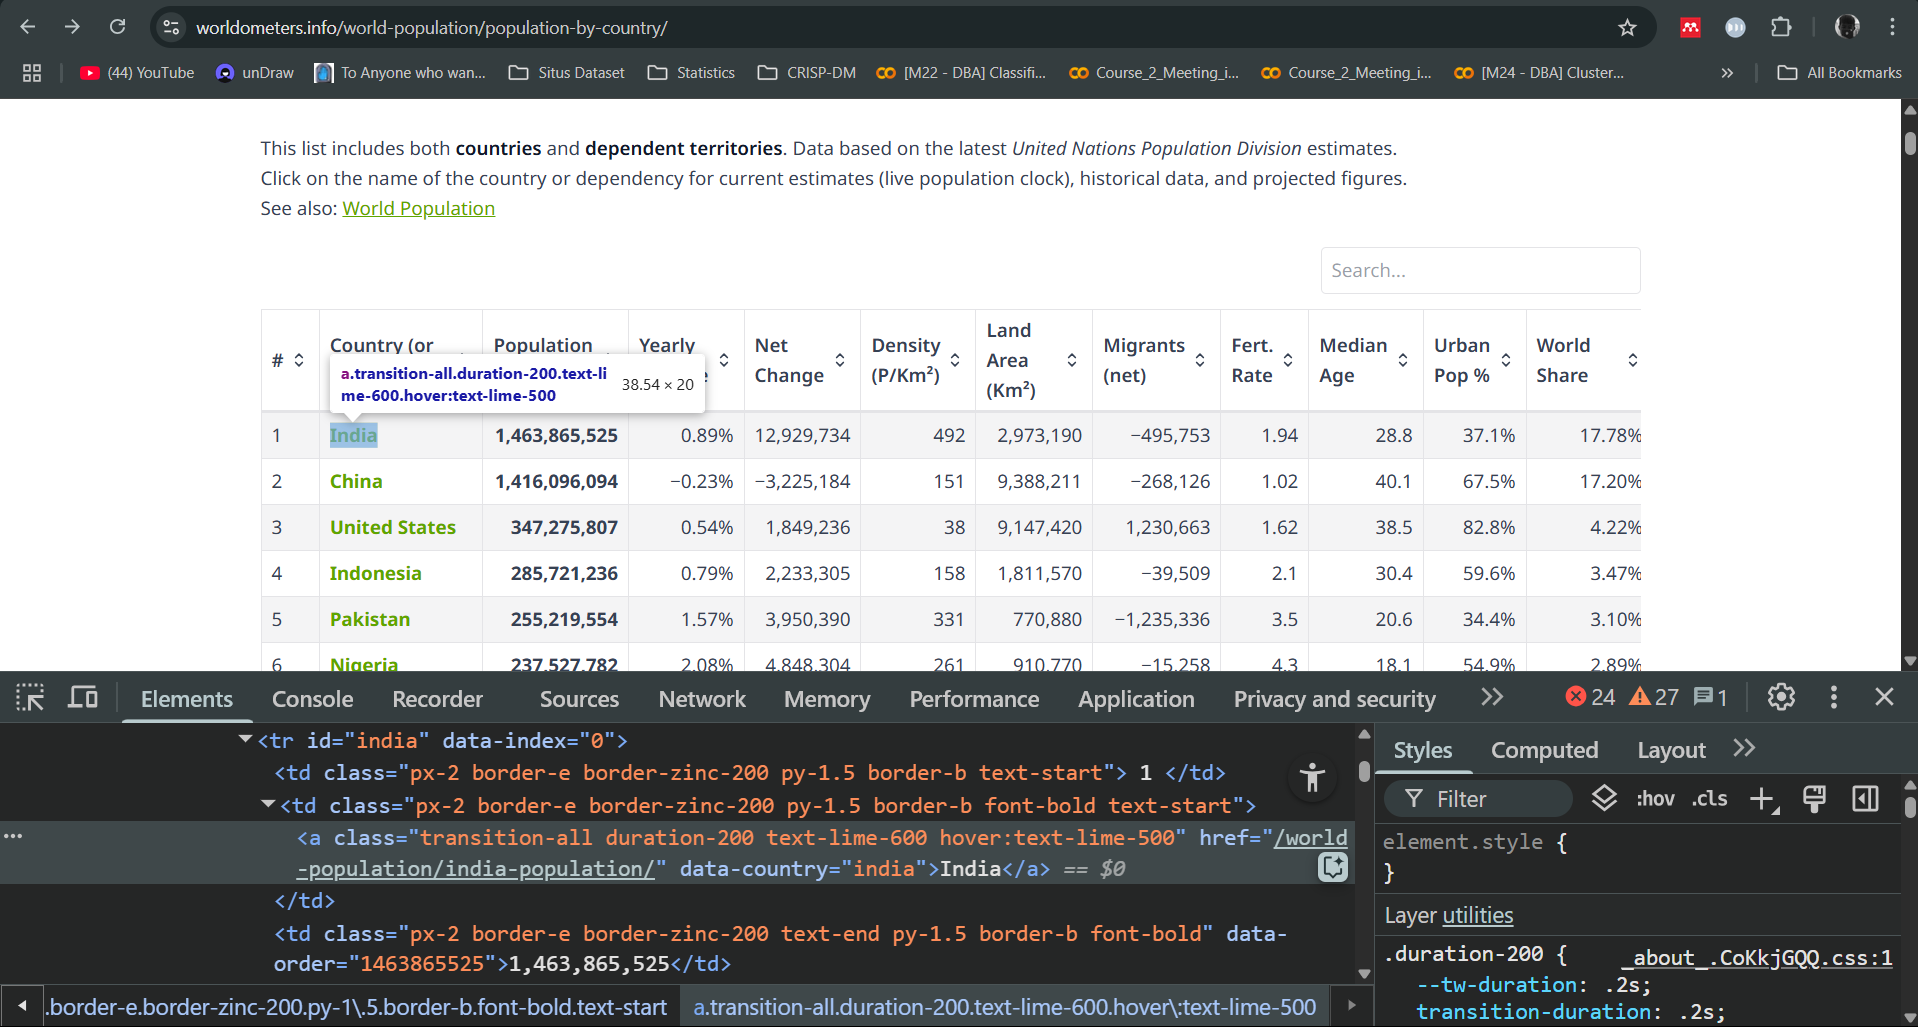 worldometers.info/world-population/population-by-country/
(44) YouTube
unDraw
To Anyone who wan...
Situs Dataset
Statistics
CRISP-DM
[M22 - DBA] Classifi...
Course_2_Meeting_i...
Course_2_Meeting_i...
[M24 - DBA] Cluster...
»
All Bookmarks
This list includes both countries and dependent territories. Data based on the latest United Nations Population Division estimates.
Click on the name of the country or dependency for current estimates (live population clock), historical data, and projected figures.
See also: World Population
Search...
# Country (or Population Yearly Net Change Density (P/Km²) Land Area (Km²) Migrants (net) Fert. Rate Median Age Urban Pop % World Share
a.transition-all.duration-200.text-li
me-600.hover:text-lime-500
38.54 × 20
1 India 1,463,865,525 0.89% 12,929,734 492 2,973,190 −495,753 1.94 28.8 37.1% 17.78%
2 China 1,416,096,094 −0.23% −3,225,184 151 9,388,211 −268,126 1.02 40.1 67.5% 17.20%
3 United States 347,275,807 0.54% 1,849,236 38 9,147,420 1,230,663 1.62 38.5 82.8% 4.22%
4 Indonesia 285,721,236 0.79% 2,233,305 158 1,811,570 −39,509 2.1 30.4 59.6% 3.47%
5 Pakistan 255,219,554 1.57% 3,950,390 331 770,880 −1,235,336 3.5 20.6 34.4% 3.10%
6 Nigeria 237,527,782 2.08% 4,848,304 261 910,770 −15,258 4.3 18.1 54.9% 2.89%
Elements Console Recorder Sources Network Memory Performance Application Privacy and security » 24 27 1
<tr id="india" data-index="0">
<td class="px-2 border-e border-zinc-200 py-1.5 border-b text-start"> 1 </td>
<td class="px-2 border-e border-zinc-200 py-1.5 border-b font-bold text-start">
<a class="transition-all duration-200 text-lime-600 hover:text-lime-500" href="/world
-population/india-population/" data-country="india">India</a> == $0
</td>
<td class="px-2 border-e border-zinc-200 text-end py-1.5 border-b font-bold" data-
order="1463865525">1,463,865,525</td>
.border-e.border-zinc-200.py-1\.5.border-b.font-bold.text-start
a.transition-all.duration-200.text-lime-600.hover\:text-lime-500
Styles Computed Layout »
Filter :hov .cls
element.style {
}
Layer utilities
.duration-200 { _about_.CoKkjGQQ.css:1
--tw-duration: .2s;
transition-duration: .2s;